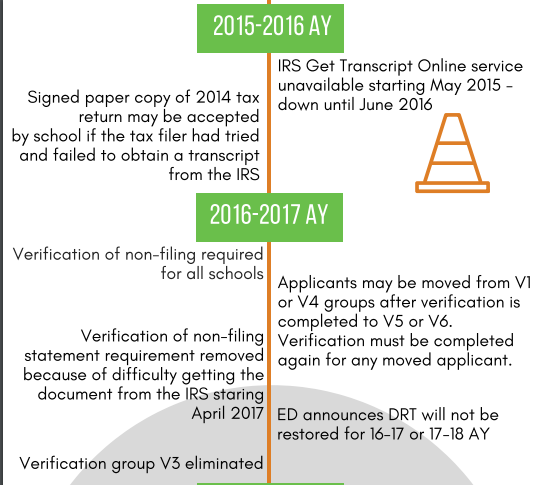 2015-2016 AY
IRS Get Transcript Online service
unavailable starting May 2015 -
down until June 2016
Signed paper copy of 2014 tax
return may be accepted
by school if the tax filer had tried
and failed to obtain a transcript
from the IRS
2016-2017 AY
Verification of non-filing required
for all schools
Applicants may be moved from V1
or V4 groups after verification is
completed to V5 or V6.
Verification must be completed
again for any moved applicant.
Verification of non-filing
statement requirement removed
because of difficulty getting the
document from the IRS staring
April 2017
ED announces DRT will not be
restored for 16-17 or 17-18 AY
Verification group V3 eliminated